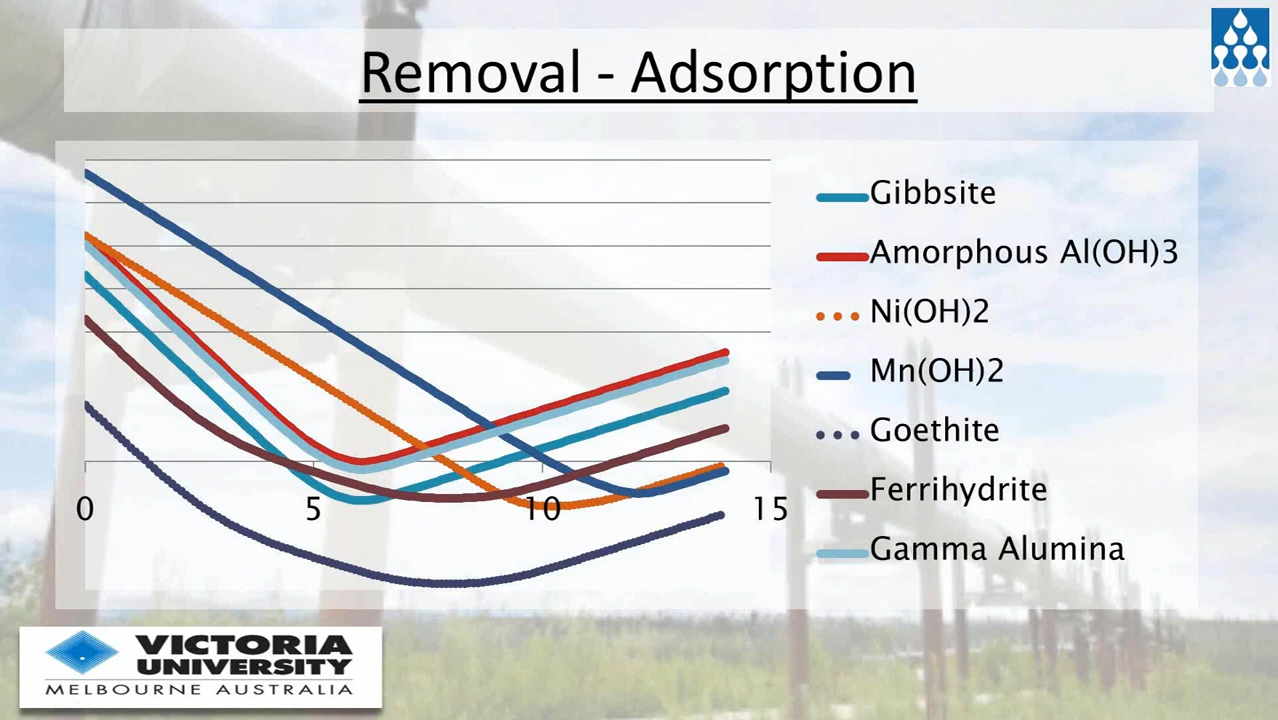 Removal - Adsorption
Gibbsite
Amorphous Al(OH)3
Ni(OH)2
Mn(OH)2
Goethite
Ferrihydrite
Gamma Alumina
0 5 10 15
VICTORIA
UNIVERSITY
MELBOURNE AUSTRALIA